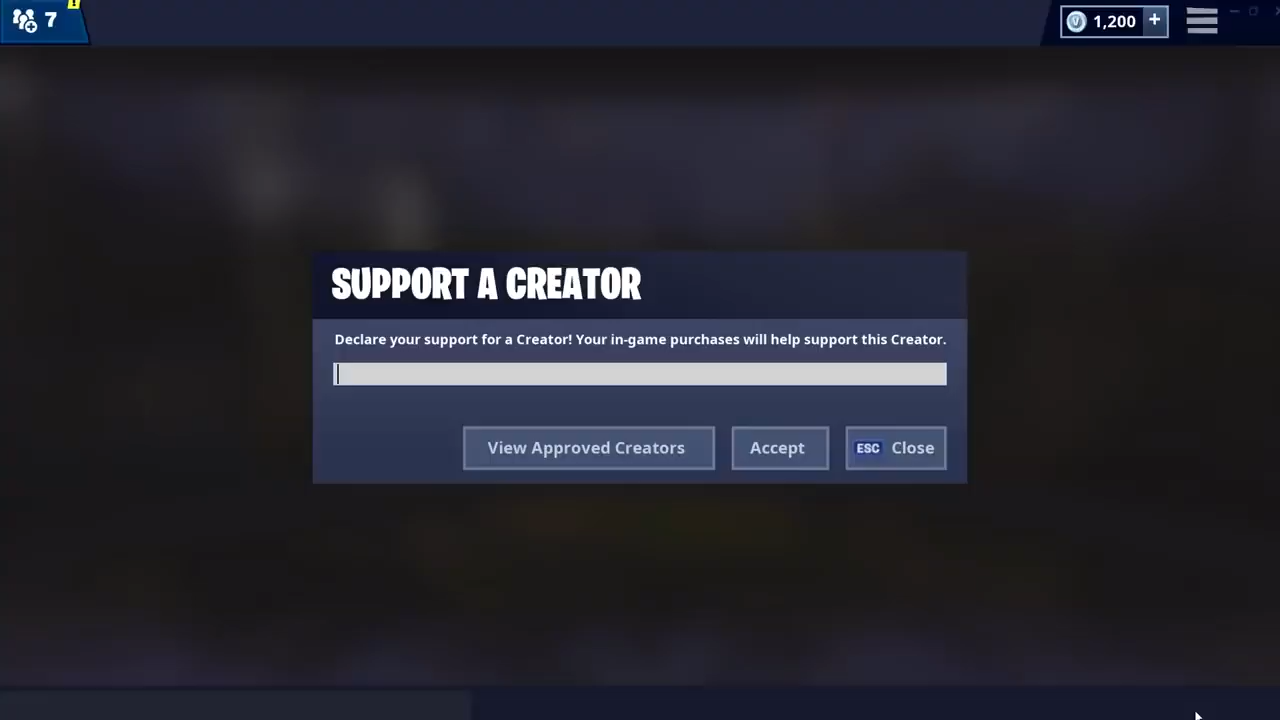 7
!
1,200 +
SUPPORT A CREATOR
Declare your support for a Creator! Your in-game purchases will help support this Creator.
View Approved Creators
Accept
ESC Close